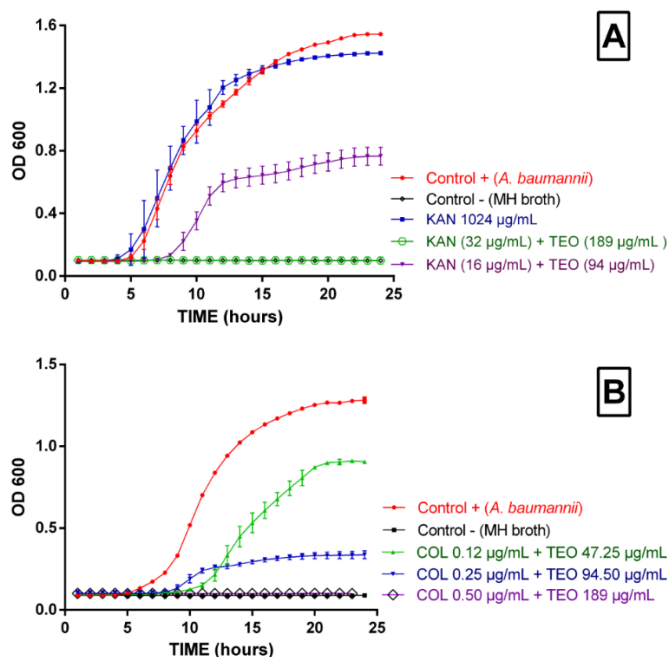 A
1.6
1.2
0.8
0.4
0.0
OD 600
0 5 10 15 20 25
TIME (hours)
Control + (A. baumannii)
Control - (MH broth)
KAN 1024 µg/mL
KAN (32 µg/mL) + TEO (189 µg/mL )
KAN (16 µg/mL) + TEO (94 µg/mL)
B
1.5
1.0
0.5
0.0
OD 600
0 5 10 15 20 25
TIME (hours)
Control + (A. baumannii)
Control - (MH broth)
COL 0.12 µg/mL + TEO 47.25 µg/mL
COL 0.25 µg/mL + TEO 94.50 µg/mL
COL 0.50 µg/mL + TEO 189 µg/mL